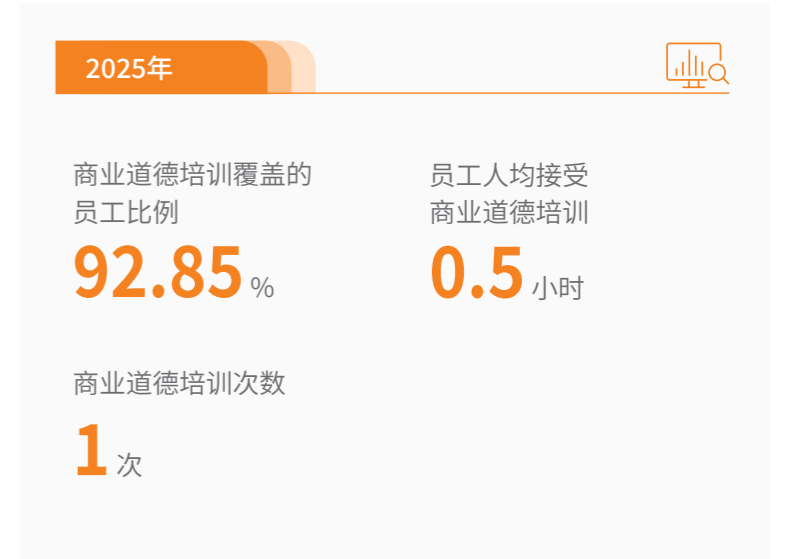 2025年
商业道德培训覆盖的
员工比例
92.85 %
员工人均接受
商业道德培训
0.5 小时
商业道德培训次数
1 次